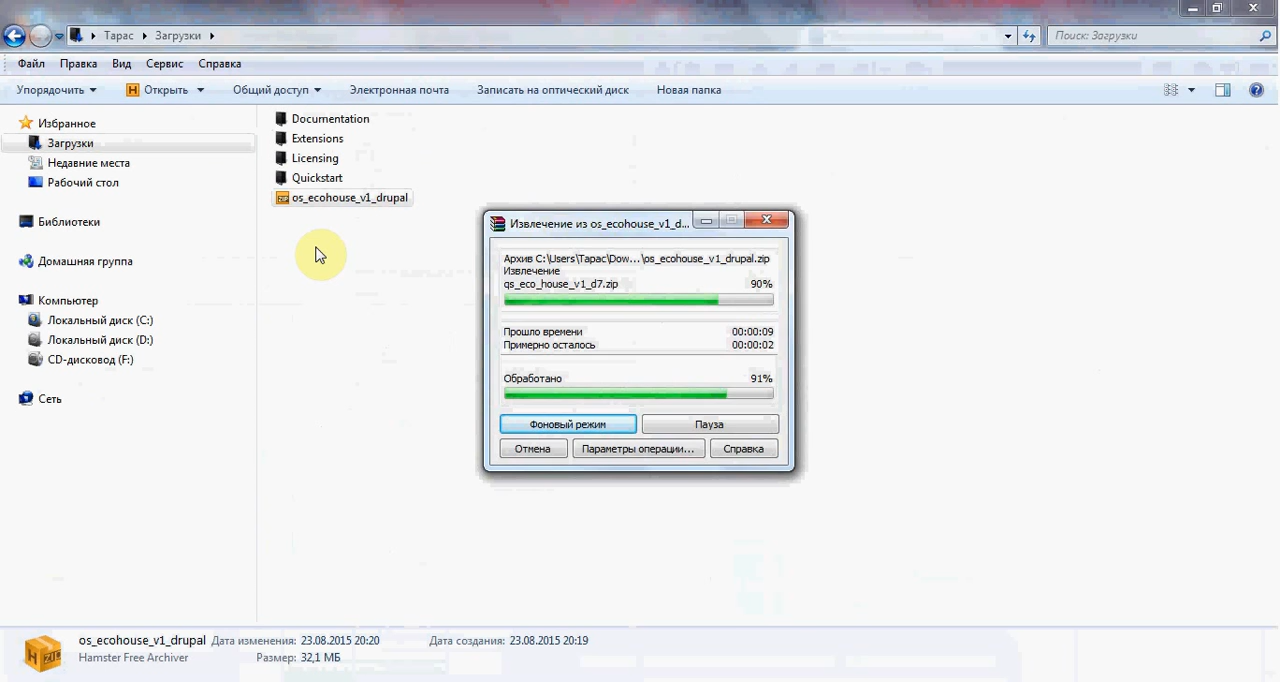 Тарас Загрузки
Поиск: Загрузки
Файл Правка Вид Сервис Справка
Упорядочить Открыть Общий доступ Электронная почта Записать на оптический диск Новая папка
Избранное
Загрузки
Недавние места
Рабочий стол
Библиотеки
Домашняя группа
Компьютер
Локальный диск (C:)
Локальный диск (D:)
CD-дисковод (F:)
Сеть
Documentation
Extensions
Licensing
Quickstart
os_ecohouse_v1_drupal
Извлечение из os_ecohouse_v1_d...
Архив C:\Users\Тарас\Dow...\os_ecohouse_v1_drupal.zip
Извлечение
qs_eco_house_v1_d7.zip 90%
Прошло времени 00:00:09
Примерно осталось 00:00:02
Обработано 91%
Фоновый режим Пауза
Отмена Параметры операции... Справка
os_ecohouse_v1_drupal Дата изменения: 23.08.2015 20:20 Дата создания: 23.08.2015 20:19
Hamster Free Archiver Размер: 32,1 МБ